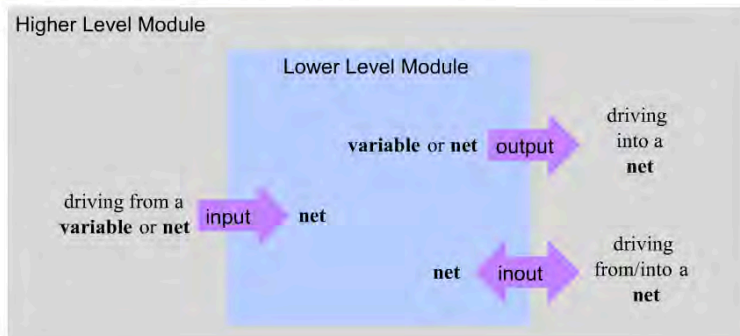 Higher Level Module
Lower Level Module
variable or net
output
driving
into a
net
driving from a
variable or net
input
net
net
inout
driving
from/into a
net